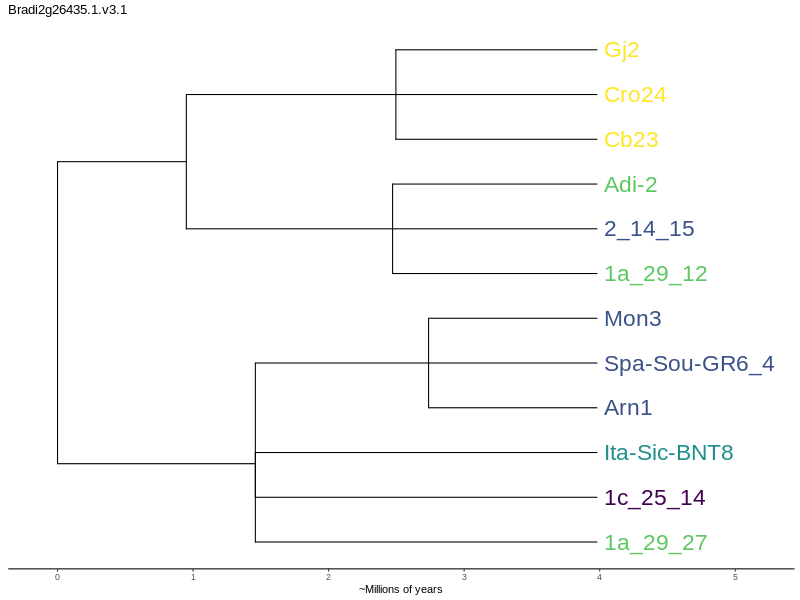 Bradi2g26435.1.v3.1
Gj2
Cro24
Cb23
Adi-2
2_14_15
1a_29_12
Mon3
Spa-Sou-GR6_4
Arn1
Ita-Sic-BNT8
1c_25_14
1a_29_27
0 1 2 3 4 5
~Millions of years